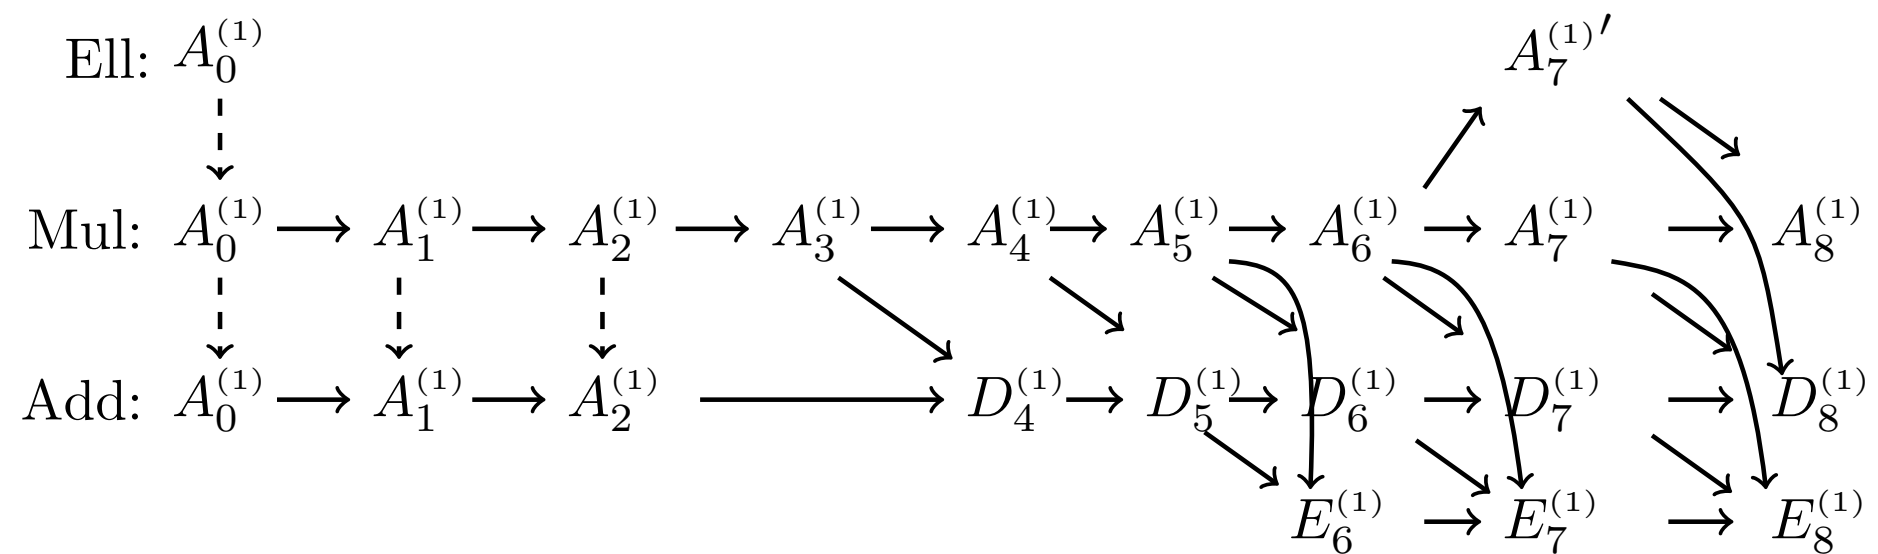 Ell: $A_0^{(1)}$ $A_7^{(1)\prime}$
Mul: $A_0^{(1)}$ $A_1^{(1)}$ $A_2^{(1)}$ $A_3^{(1)}$ $A_4^{(1)}$ $A_5^{(1)}$ $A_6^{(1)}$ $A_7^{(1)}$ $A_8^{(1)}$
Add: $A_0^{(1)}$ $A_1^{(1)}$ $A_2^{(1)}$ $D_4^{(1)}$ $D_5^{(1)}$ $D_6^{(1)}$ $D_7^{(1)}$ $D_8^{(1)}$
$E_6^{(1)}$ $E_7^{(1)}$ $E_8^{(1)}$